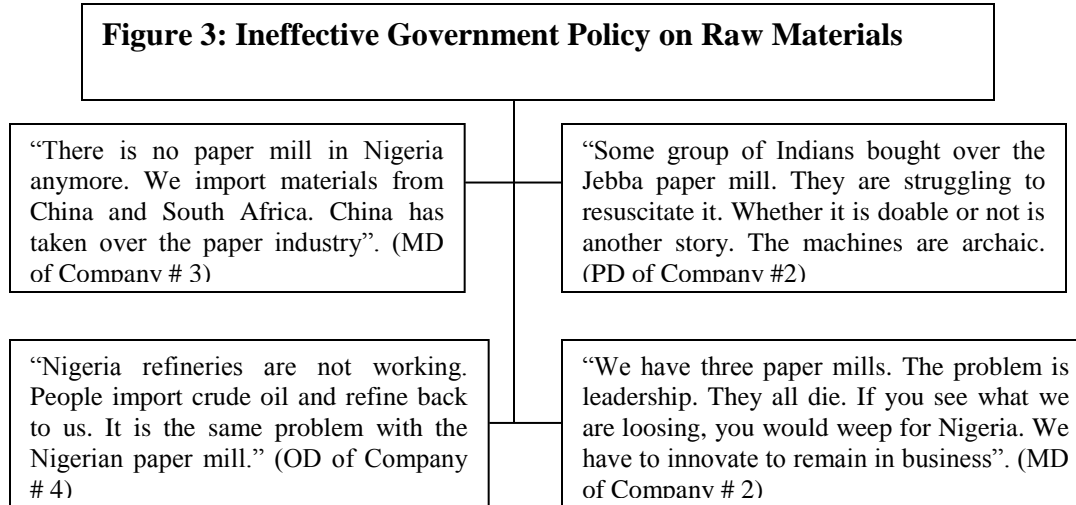 Figure 3: Ineffective Government Policy on Raw Materials
“There is no paper mill in Nigeria
anymore. We import materials from
China and South Africa. China has
taken over the paper industry”. (MD
of Company # 3)
“Some group of Indians bought over the
Jebba paper mill. They are struggling to
resuscitate it. Whether it is doable or not is
another story. The machines are archaic.
(PD of Company #2)
“Nigeria refineries are not working.
People import crude oil and refine back
to us. It is the same problem with the
Nigerian paper mill.” (OD of Company
# 4)
“We have three paper mills. The problem is
leadership. They all die. If you see what we
are loosing, you would weep for Nigeria. We
have to innovate to remain in business”. (MD
of Company # 2)